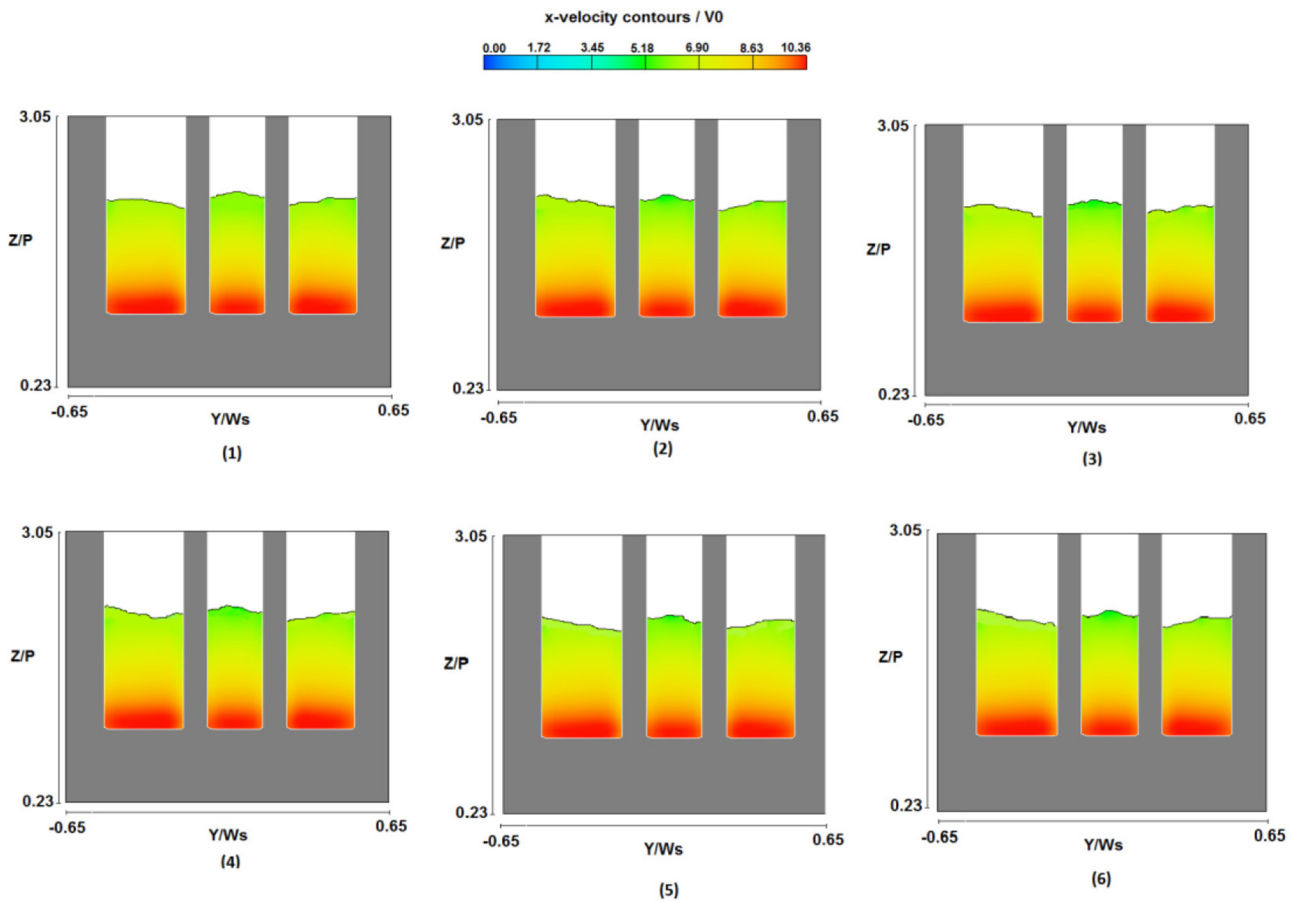 x-velocity contours / V0
0.00 1.72 3.45 5.18 6.90 8.63 10.36
3.05 3.05 3.05
Z/P Z/P Z/P
0.23 0.23 0.23
-0.65 0.65 -0.65 0.65 -0.65 0.65
Y/Ws Y/Ws Y/Ws
(1) (2) (3)
3.05 3.05 3.05
Z/P Z/P Z/P
0.23 0.23 0.23
-0.65 0.65 -0.65 0.65 -0.65 0.65
Y/Ws Y/Ws Y/Ws
(4) (5) (6)